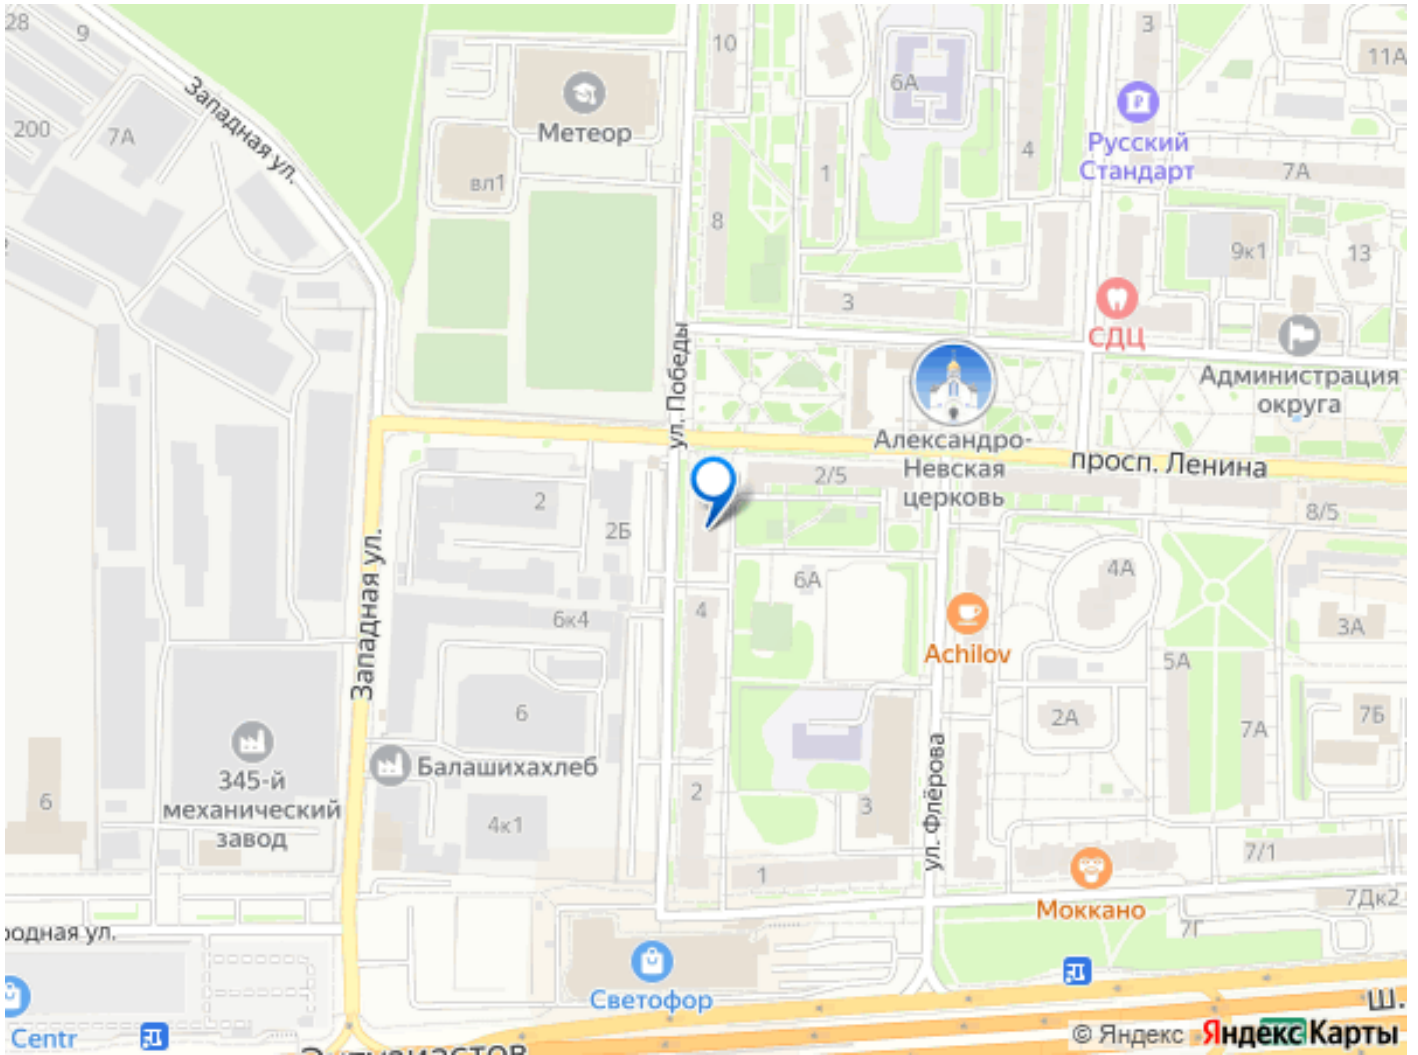 28
9
10
3
11А
6А
Западная ул.
200
7А
Метеор
вл1
4
Русский
Стандарт
1
7А
8
9к1
13
3
СДЦ
ул. Победы
Администрация
округа
Александро-
Невская
церковь
просп. Ленина
2/5
2
2Б
8/5
Западная ул.
6А
4А
4
6к4
Achilov
3А
5А
6
2А
7А
7Б
345-й
механический
завод
Балашихахлеб
6
4к1
2
3
ул. Флёрова
7/1
1
Моккано
7Дк2
7Г
родная ул.
Светофор
Centr
Ш.
© Яндекс Яндекс Карты